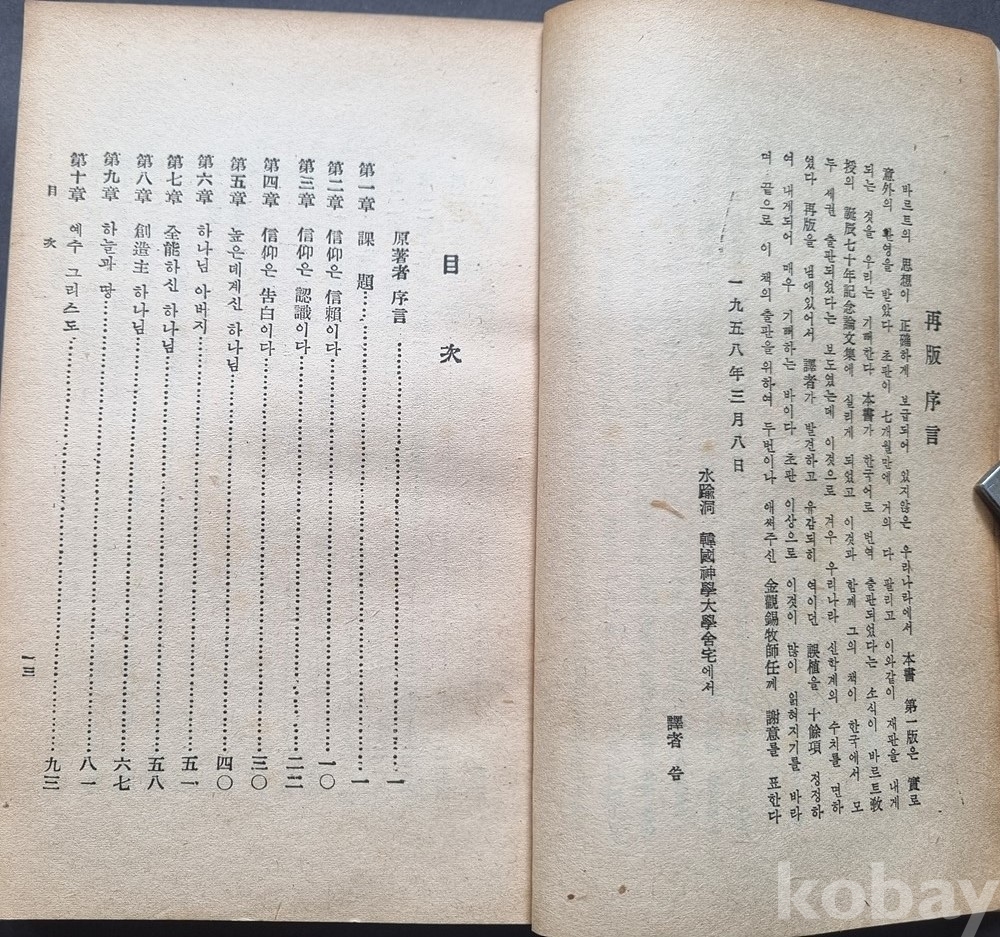 再版 序言
바르트의 思想이 正確하게 보급되어 있지않은 우리나라에서 本書 第一版은 實로
意外의 환영을 받았다 초판이 七개월만에 거의 다 팔리고 이와같이 재판을 내게
되는 것을 우리는 기뻐한다 本書가 한국어로 번역 출판되었다는 소식이 바르트敎
授의 誕辰七十年記念論文集에 실리게 되었고 이것과 함께 그의 책이 한국에서 모
두 세권 출판되었다는 보도였는데 이것으로 겨우 우리나라 신학계의 수치를 면하
였다 再版을 냄에있어서 譯者가 발견하고 유감되히 여이던 誤植을 十餘項 정정하
여 내게되어 매우 기뻐하는 바이다 초판 이상으로 이것이 많이 읽혀지기를 바라
며 끝으로 이 책의 출판을 위하여 두번이나 애써주신 金觀錫牧師任께 謝意를 표한다
一九五八年三月八日
水踰洞 韓國神學大學舍宅에서
譯者 씀
目次
原著者 序言 一
第一章 課題 一
第二章 信仰은 信賴이다 一〇
第三章 信仰은 認識이다 二二
第四章 信仰은 告白이다 三〇
第五章 높은데계신 하나님 四〇
第六章 하나님 아버지 五一
第七章 全能하신 하나님 五八
第八章 創造主 하나님 六七
第九章 하늘과 땅 八一
第十章 예수 그리스도 九三
目次
一三
kobay